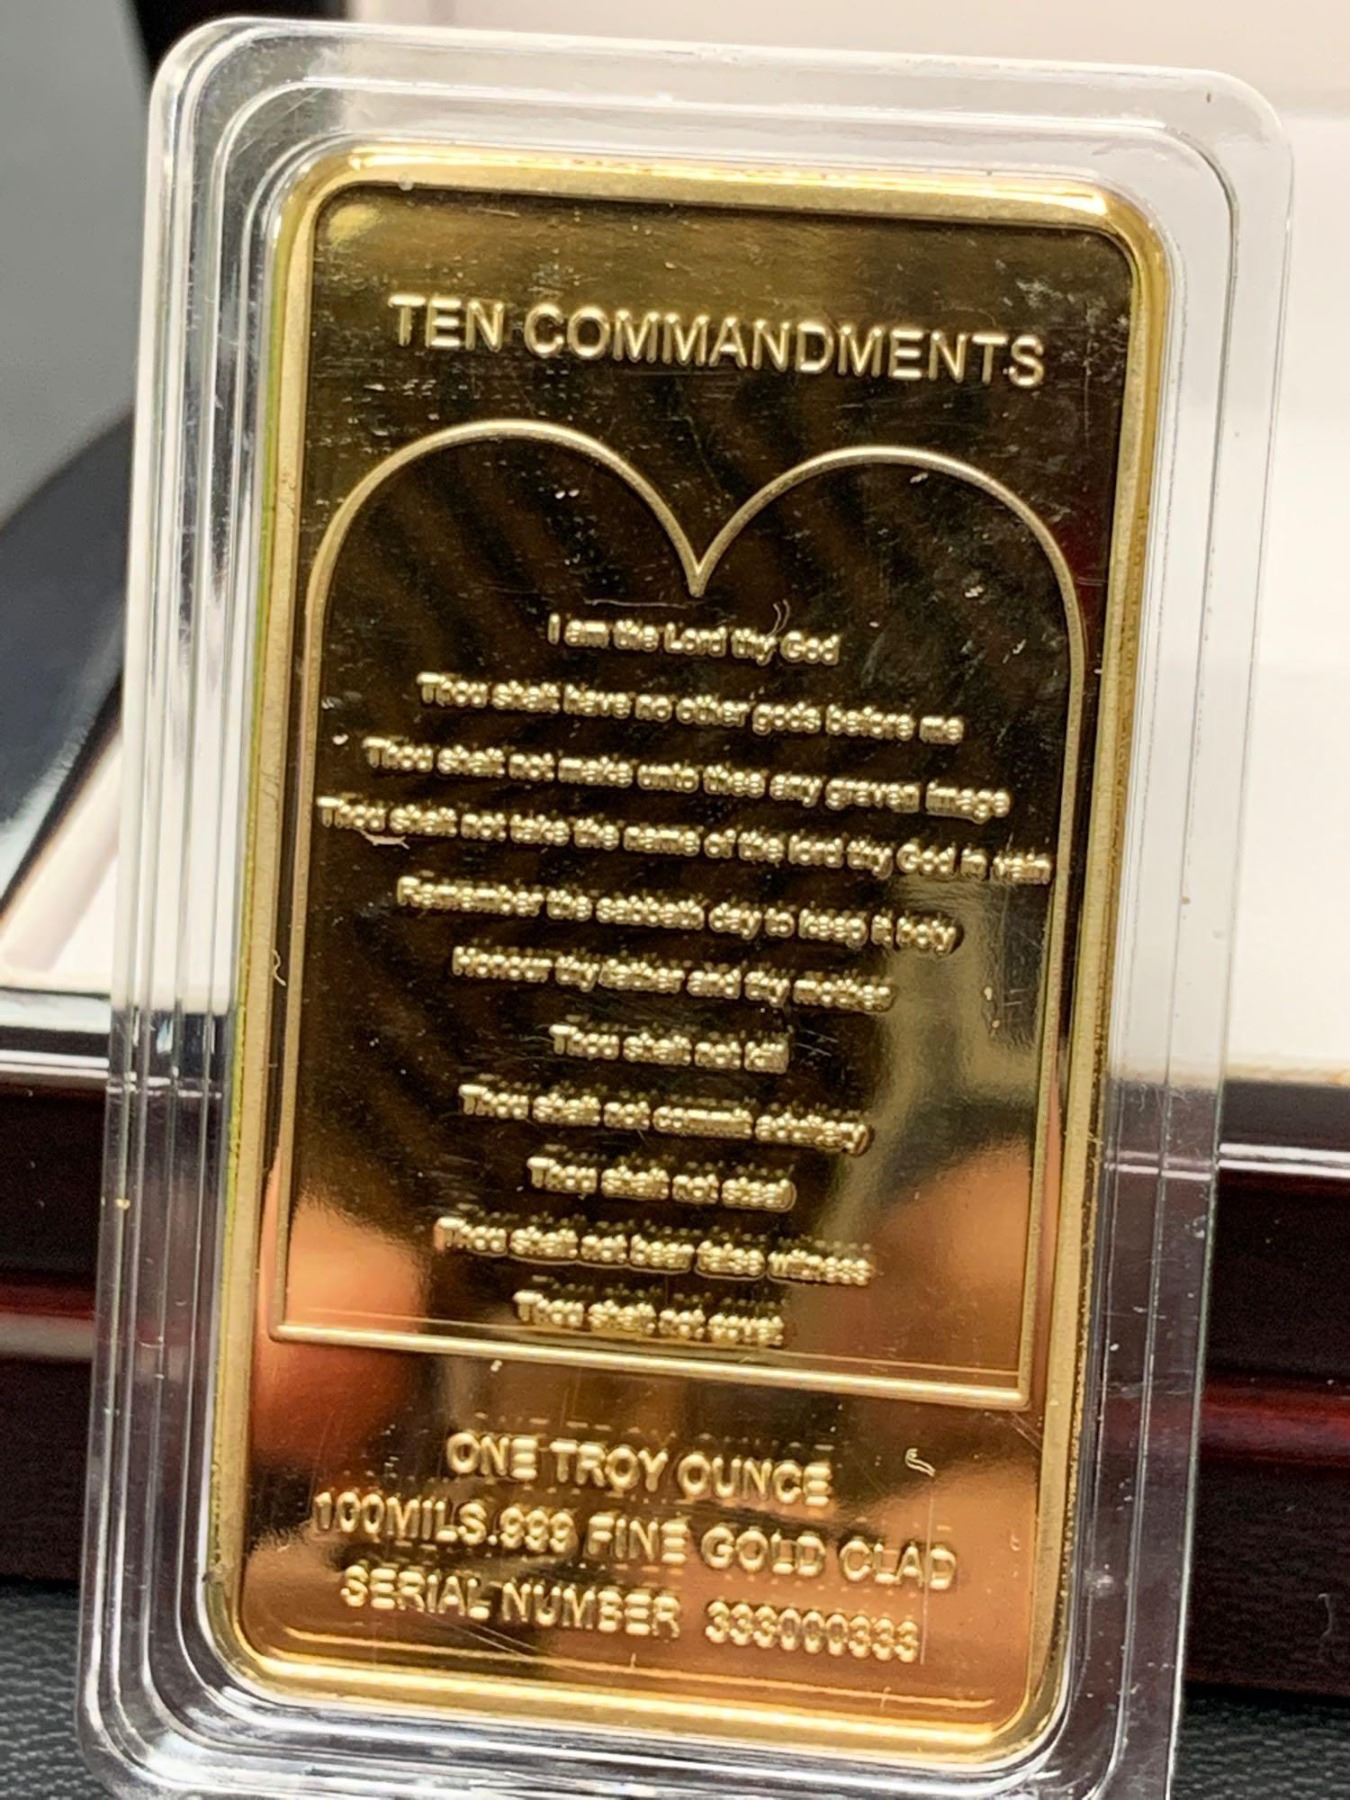 TEN COMMANDMENTS
I am the Lord thy God
Thou shalt have no other gods before me
Thou shalt not make unto thee any graven image
Thou shalt not take the name of the lord thy God in vain
Remember the sabbath day to keep it holy
Honour thy father and thy mother
Thou shalt not kill
Thou shalt not commit adultery
Thou shalt not steal
Thou shalt not bear false witness
Thou shalt not covet
ONE TROY OUNCE
100MILS.999 FINE GOLD CLAD
SERIAL NUMBER 333000333